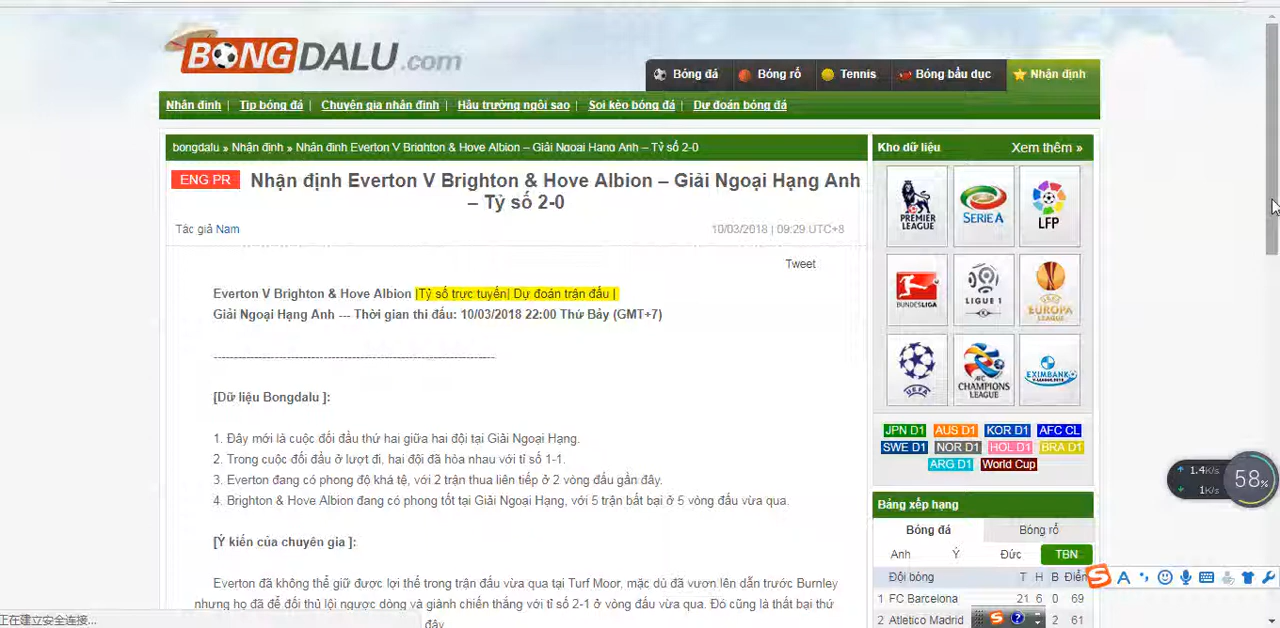 BONGDALU.com
Bóng đá
Bóng rổ
Tennis
Bóng bầu dục
Nhận định
Nhận định | Tip bóng đá | Chuyên gia nhận định | Hậu trường ngôi sao | Soi kèo bóng đá | Dự đoán bóng đá
bongdalu » Nhận định » Nhận định Everton V Brighton & Hove Albion – Giải Ngoại Hạng Anh – Tỷ số 2-0
ENG PR
Nhận định Everton V Brighton & Hove Albion – Giải Ngoại Hạng Anh
– Tỷ số 2-0
Tác giả Nam
10/03/2018 | 09:29 UTC+8
Tweet
Everton V Brighton & Hove Albion |Tỷ số trực tuyến| Dự đoán trận đấu |
Giải Ngoại Hạng Anh --- Thời gian thi đấu: 10/03/2018 22:00 Thứ Bảy (GMT+7)
[Dữ liệu Bongdalu ]:
1. Đây mới là cuộc đối đầu thứ hai giữa hai đội tại Giải Ngoại Hạng.
2. Trong cuộc đối đầu lượt đi, hai đội đã hòa nhau với tỉ số 1-1.
3. Everton đang có phong độ khá tệ, với 2 trận thua liên tiếp ở 2 vòng đấu gần đây.
4. Brighton & Hove Albion đang có phong tốt tại Giải Ngoại Hạng, với 5 trận bất bại ở 5 vòng đấu vừa qua.
[Ý kiến của chuyên gia ]:
Everton đã không thể giữ được lợi thế trong trận đấu vừa qua tại Turf Moor, mặc dù đã vươn lên dẫn trước Burnley
nhưng họ đã để đối thủ lội ngược dòng và giành chiến thắng với tỉ số 2-1 ở vòng đấu vừa qua. Đó cũng là thất bại thứ
Kho dữ liệu
Xem thêm »
PREMIER LEAGUE
SERIE A
LFP
BUNDESLIGA
LIGUE 1
EUROPA LEAGUE
UEFA
AFC CHAMPIONS LEAGUE
EXIMBANK
JPN D1 AUS D1 KOR D1 AFC CL
SWE D1 NOR D1 HOL D1 BRA D1
ARG D1 World Cup
Bảng xếp hạng
Bóng đá
Bóng rổ
Anh Ý Đức TBN
Đội bóng T H B Điểm
1 FC Barcelona 21 6 0 69
2 Atletico Madrid 2 61
1.4K/s
1K/s
58%
正在建立安全连接...